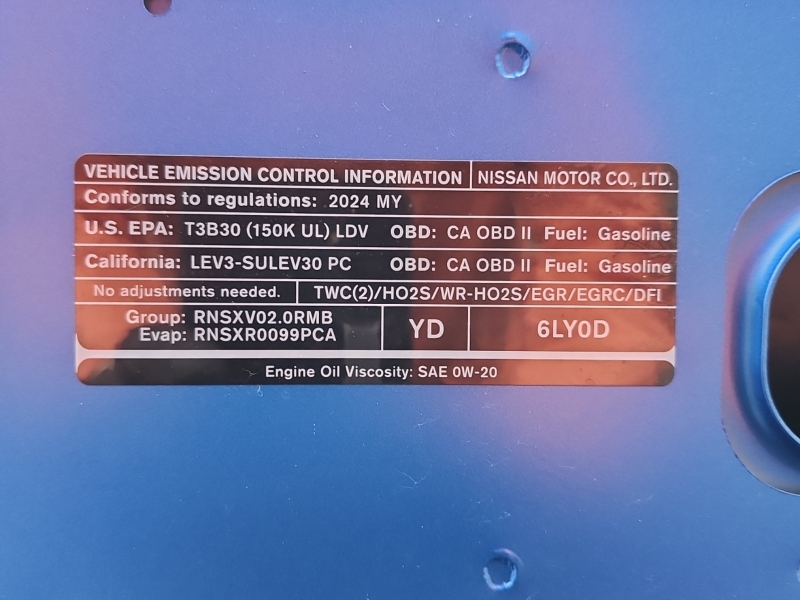 VEHICLE EMISSION CONTROL INFORMATION NISSAN MOTOR CO., LTD.
Conforms to regulations: 2024 MY
U.S. EPA: T3B30 (150K UL) LDV OBD: CA OBD II Fuel: Gasoline
California: LEV3-SULEV30 PC OBD: CA OBD II Fuel: Gasoline
No adjustments needed. TWC(2)/HO2S/WR-HO2S/EGR/EGRC/DFI
Group: RNSXV02.0RMB
Evap: RNSXR0099PCA
YD
6LY0D
Engine Oil Viscosity: SAE 0W-20